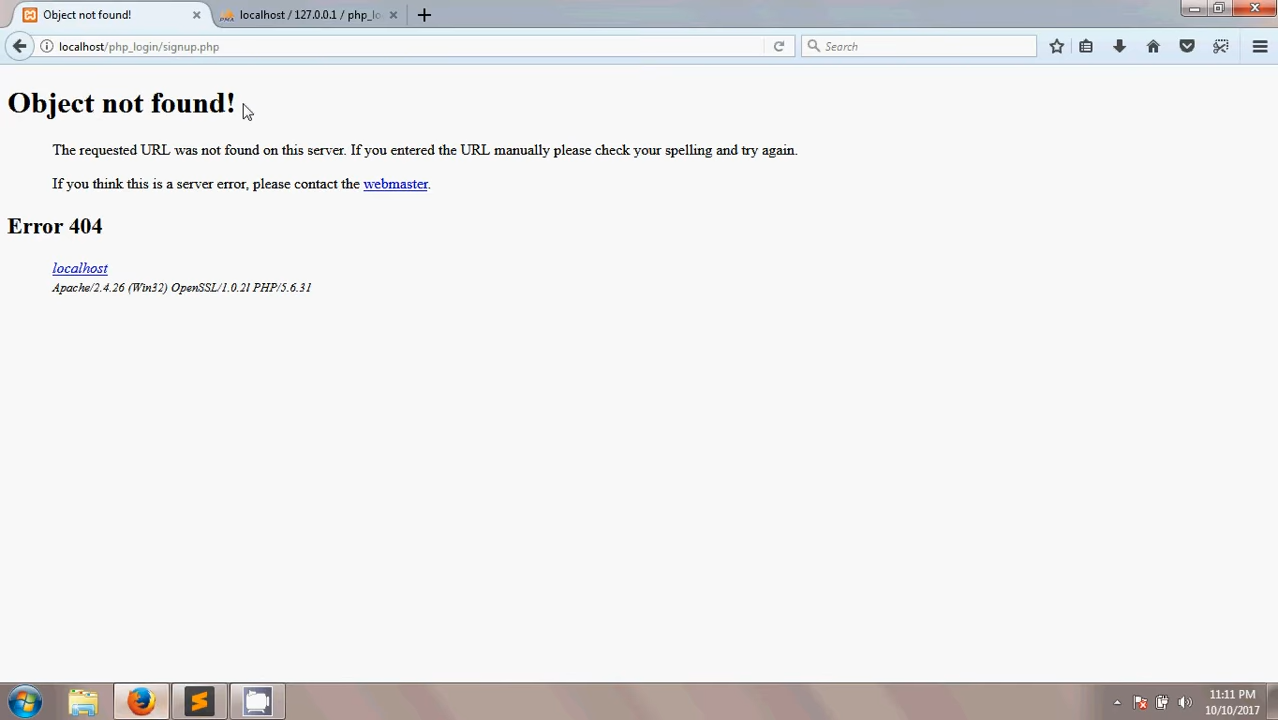 Object not found!
localhost / 127.0.0.1 / php_lo
localhost/php_login/signup.php
Search
Object not found!
The requested URL was not found on this server. If you entered the URL manually please check your spelling and try again.
If you think this is a server error, please contact the webmaster.
Error 404
localhost
Apache/2.4.26 (Win32) OpenSSL/1.0.2l PHP/5.6.31
11:11 PM
10/10/2017